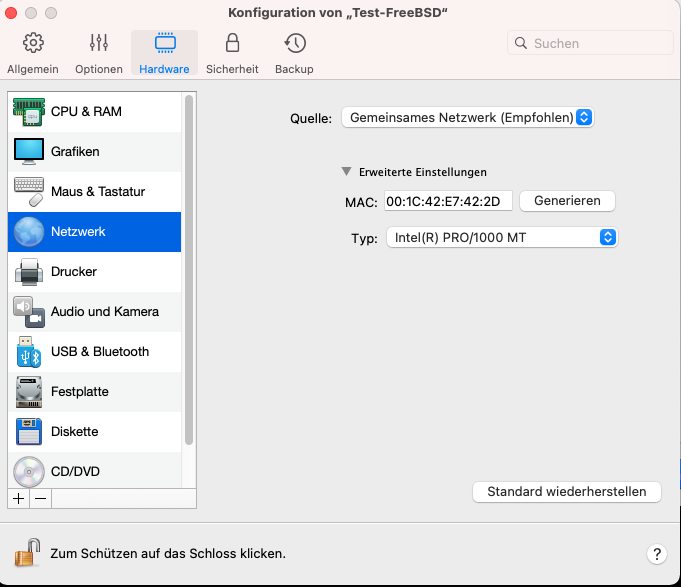 Konfiguration von „Test-FreeBSD“
Allgemein
Optionen
Hardware
Sicherheit
Backup
Suchen
CPU & RAM
Grafiken
Maus & Tastatur
Netzwerk
Drucker
Audio und Kamera
USB & Bluetooth
Festplatte
Diskette
CD/DVD
+ −
Quelle: Gemeinsames Netzwerk (Empfohlen)
Erweiterte Einstellungen
MAC: 00:1C:42:E7:42:2D Generieren
Typ: Intel(R) PRO/1000 MT
Standard wiederherstellen
Zum Schützen auf das Schloss klicken.
?